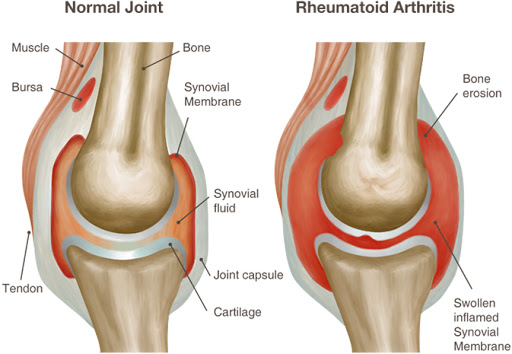 Normal Joint
Muscle
Bone
Bursa
Synovial
Membrane
Synovial
fluid
Tendon
Joint capsule
Cartilage
Rheumatoid Arthritis
Bone
erosion
Swollen
inflamed
Synovial
Membrane